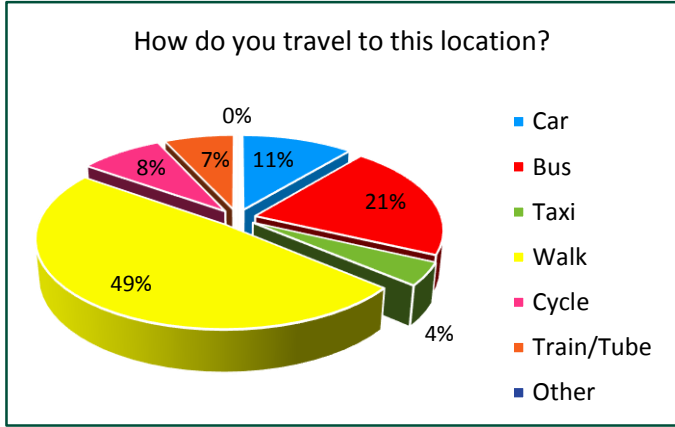 How do you travel to this location?
0%
11%
21%
4%
49%
8%
7%
Car
Bus
Taxi
Walk
Cycle
Train/Tube
Other